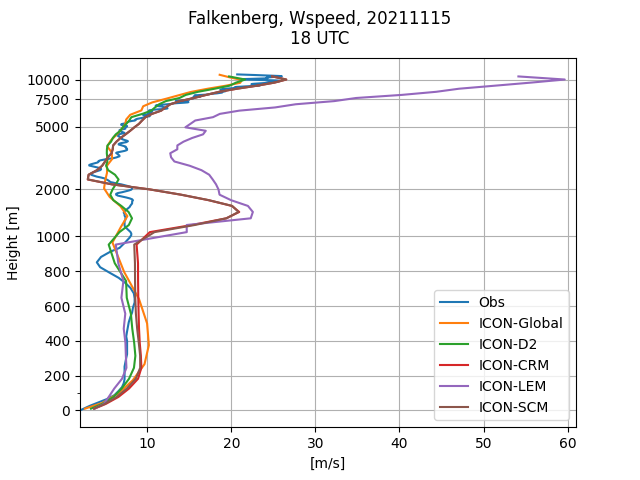 Falkenberg, Wspeed, 20211115
18 UTC
Height [m]
10000
7500
5000
2000
1000
800
600
400
200
0
10
20
30
40
50
60
[m/s]
Obs
ICON-Global
ICON-D2
ICON-CRM
ICON-LEM
ICON-SCM